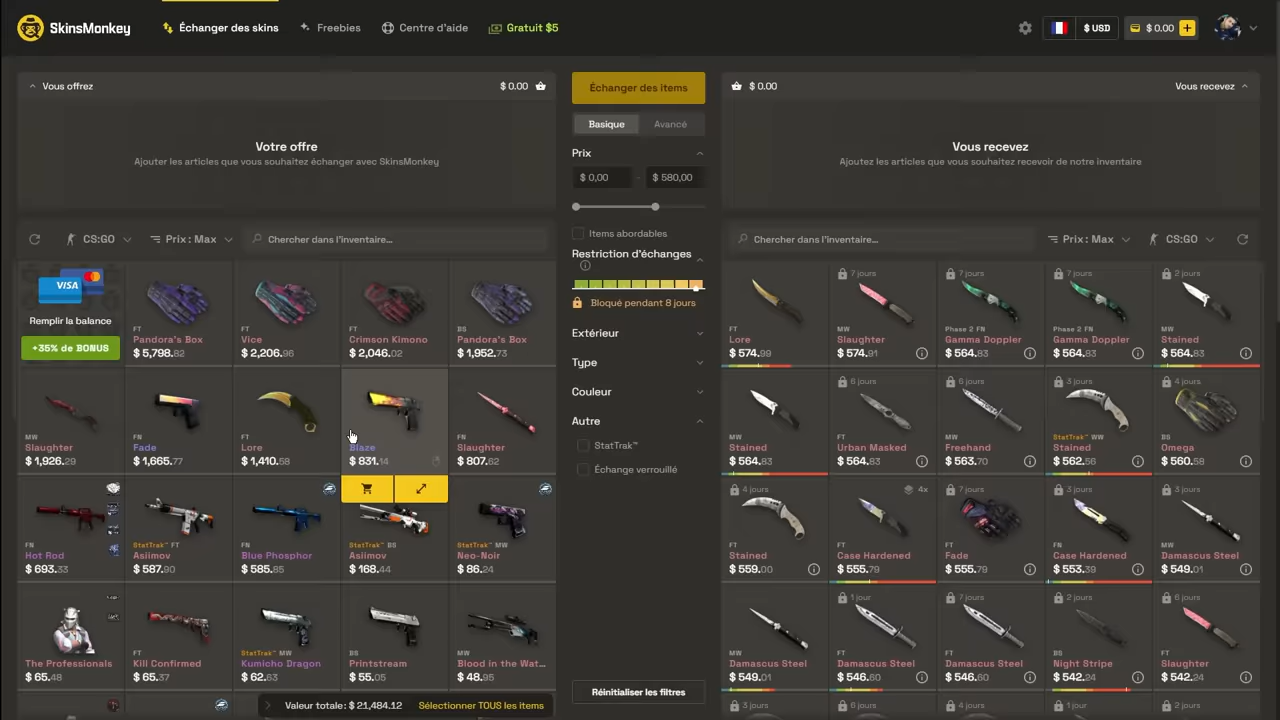 SkinsMonkey
Échanger des skins
Freebies
Centre d'aide
Gratuit $5
$ USD
$ 0.00
Vous offrez
$ 0.00
Votre offre
Ajouter les articles que vous souhaitez échanger avec SkinsMonkey
Échanger des items
Basique
Avancé
Prix
$ 0,00 - $ 580,00
Items abordables
Restriction d'échanges
Bloqué pendant 8 jours
Extérieur
Type
Couleur
Autre
StatTrak™
Échange verrouillé
Réinitialiser les filtres
$ 0.00
Vous recevez
Vous recevez
Ajoutez les articles que vous souhaitez recevoir de notre inventaire
CS:GO
Prix : Max
Chercher dans l'inventaire...
VISA
Remplir la balance
+35% de BONUS
FT
Pandora's Box
$ 5,798.82
FT
Vice
$ 2,206.96
FT
Crimson Kimono
$ 2,046.02
BS
Pandora's Box
$ 1,952.73
MW
Slaughter
$ 1,926.29
FN
Fade
$ 1,665.77
FT
Lore
$ 1,410.58
Blaze
$ 831.14
FN
Slaughter
$ 807.62
FN
Hot Rod
$ 693.33
StatTrak™ FT
Asiimov
$ 587.90
FN
Blue Phosphor
$ 585.85
StatTrak™ BS
Asiimov
$ 168.44
StatTrak™ MW
Neo-Noir
$ 86.24
The Professionals
$ 65.48
FT
Kill Confirmed
$ 65.37
StatTrak™ MW
Kumicho Dragon
$ 62.63
FT
Printstream
$ 55.05
MW
Blood in the Wat...
$ 48.95
Valeur totale: $ 21,484.12
Sélectionner TOUS les items
Chercher dans l'inventaire...
Prix : Max
CS:GO
FT
Lore
$ 574.99
7 jours
MW
Slaughter
$ 574.91
7 jours
Phase 2 FN
Gamma Doppler
$ 564.83
7 jours
Phase 2 FN
Gamma Doppler
$ 564.83
2 jours
MW
Stained
$ 564.83
MW
Stained
$ 564.83
6 jours
MW
Urban Masked
$ 564.83
6 jours
MW
Freehand
$ 563.70
3 jours
StatTrak™ WW
Stained
$ 562.56
4 jours
BS
Omega
$ 560.58
4 jours
FT
Stained
$ 559.00
4x
FT
Case Hardened
$ 555.79
7 jours
FT
Fade
$ 555.79
3 jours
FN
Case Hardened
$ 553.39
3 jours
MW
Damascus Steel
$ 549.01
MW
Damascus Steel
$ 549.01
1 jour
FT
Damascus Steel
$ 546.60
7 jours
FT
Damascus Steel
$ 546.60
2 jours
BS
Night Stripe
$ 542.24
6 jours
FT
Slaughter
$ 542.24
3 jours
6 jours
6 jours
1 jour
2 jours